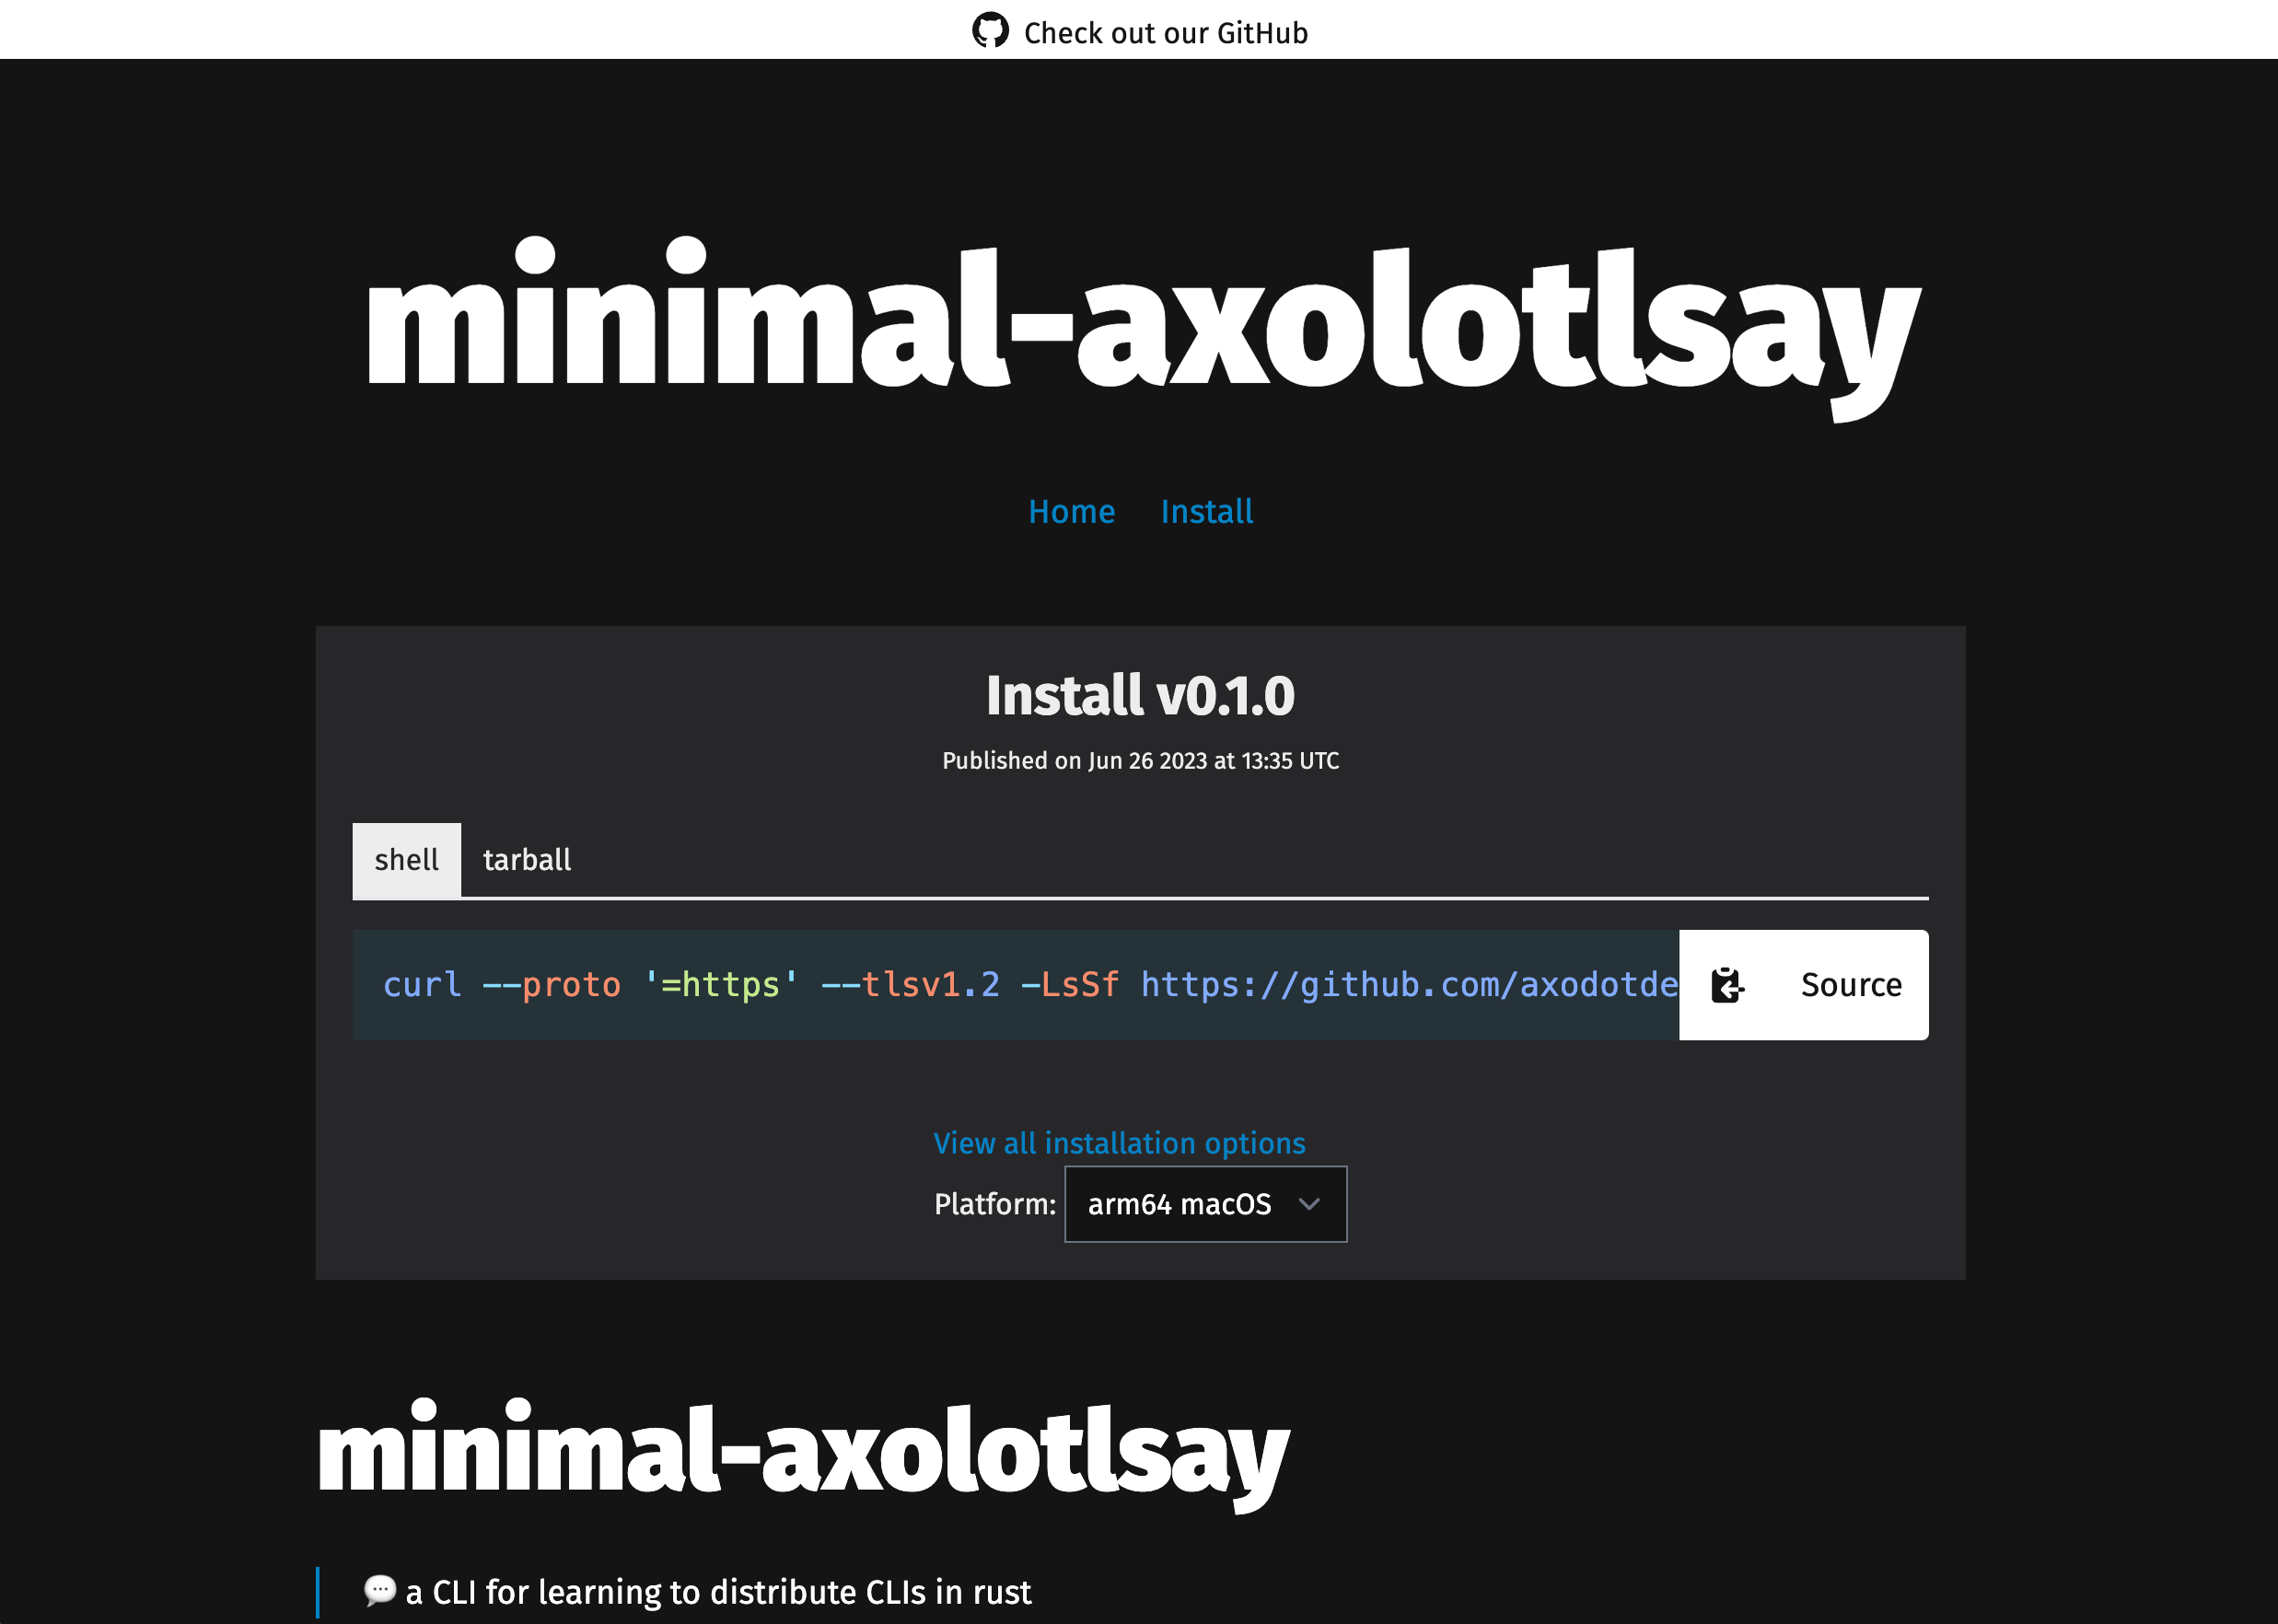 Check out our GitHub
minimal-axolotlsay
Home Install
Install v0.1.0
Published on Jun 26 2023 at 13:35 UTC
shell tarball
curl --proto '=https' --tlsv1.2 -LsSf https://github.com/axodotde
Source
View all installation options
Platform: arm64 macOS
minimal-axolotlsay
💬 a CLI for learning to distribute CLIs in rust